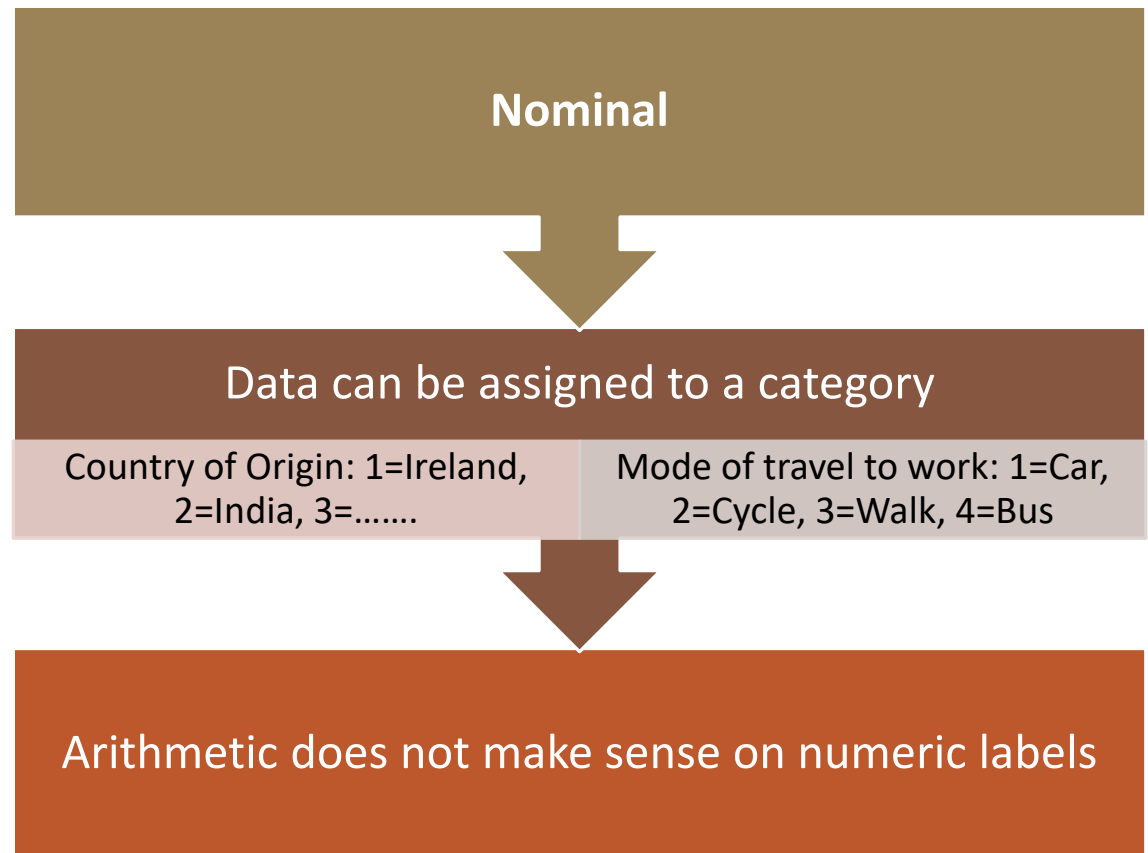 Nominal
Data can be assigned to a category
Country of Origin: 1=Ireland,
2=India, 3=…….
Mode of travel to work: 1=Car,
2=Cycle, 3=Walk, 4=Bus
Arithmetic does not make sense on numeric labels